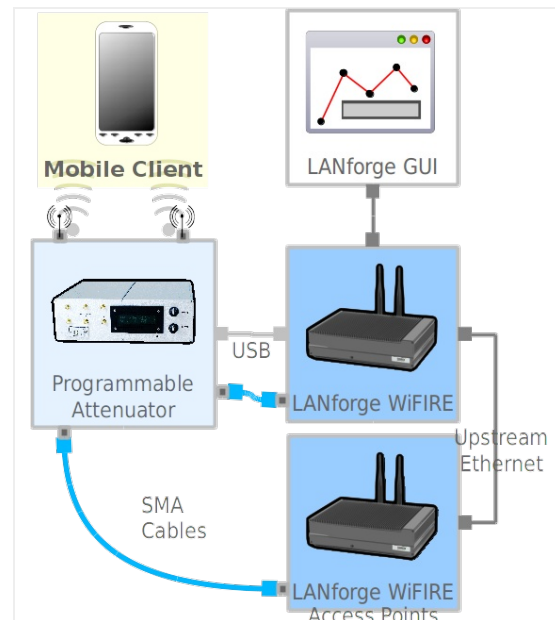 Mobile Client
LANforge GUI
Programmable
Attenuator
USB
LANforge WiFIRE
Upstream
Ethernet
SMA
Cables
LANforge WiFIRE
Access Points